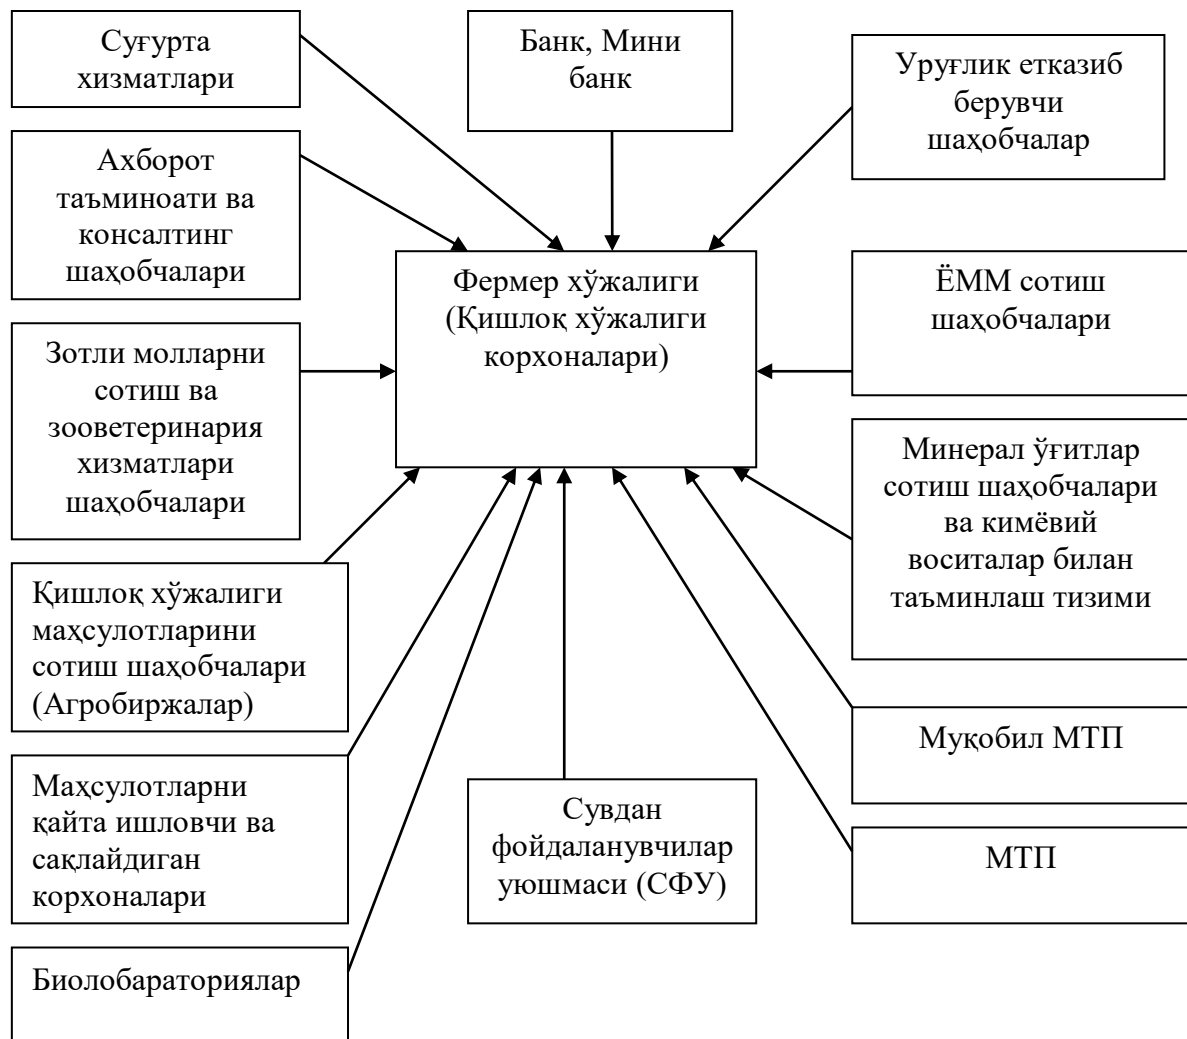 Суғурта
хизматлари
Банк, Мини
банк
Уруғлик етказиб
берувчи
шаҳобчалар
Ахборот
таъминоати ва
консалтинг
шаҳобчалари
Фермер хўжалиги
(Қишлоқ хўжалиги
корхоналари)
ЁММ сотиш
шаҳобчалари
Зотли молларни
сотиш ва
зооветеринария
хизматлари
шаҳобчалари
Минерал ўғитлар
сотиш шаҳобчалари
ва кимёвий
воситалар билан
таъминлаш тизими
Қишлоқ хўжалиги
маҳсулотларини
сотиш шаҳобчалари
(Агробиржалар)
Муқобил МТП
Маҳсулотларни
қайта ишловчи ва
сақлайдиган
корхоналари
Сувдан
фойдаланувчилар
уюшмаси (СФУ)
МТП
Биолобараториялар